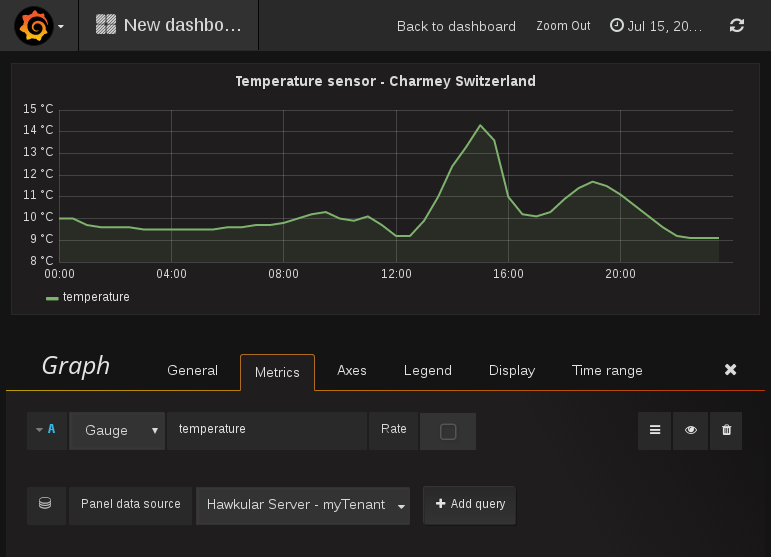 New dashbo... Back to dashboard Zoom Out Jul 15, 20...
Temperature sensor - Charmey Switzerland
15 °C
14 °C
13 °C
12 °C
11 °C
10 °C
9 °C
8 °C
00:00 04:00 08:00 12:00 16:00 20:00
temperature
Graph General Metrics Axes Legend Display Time range
A Gauge temperature Rate
Panel data source Hawkular Server - myTenant Add query